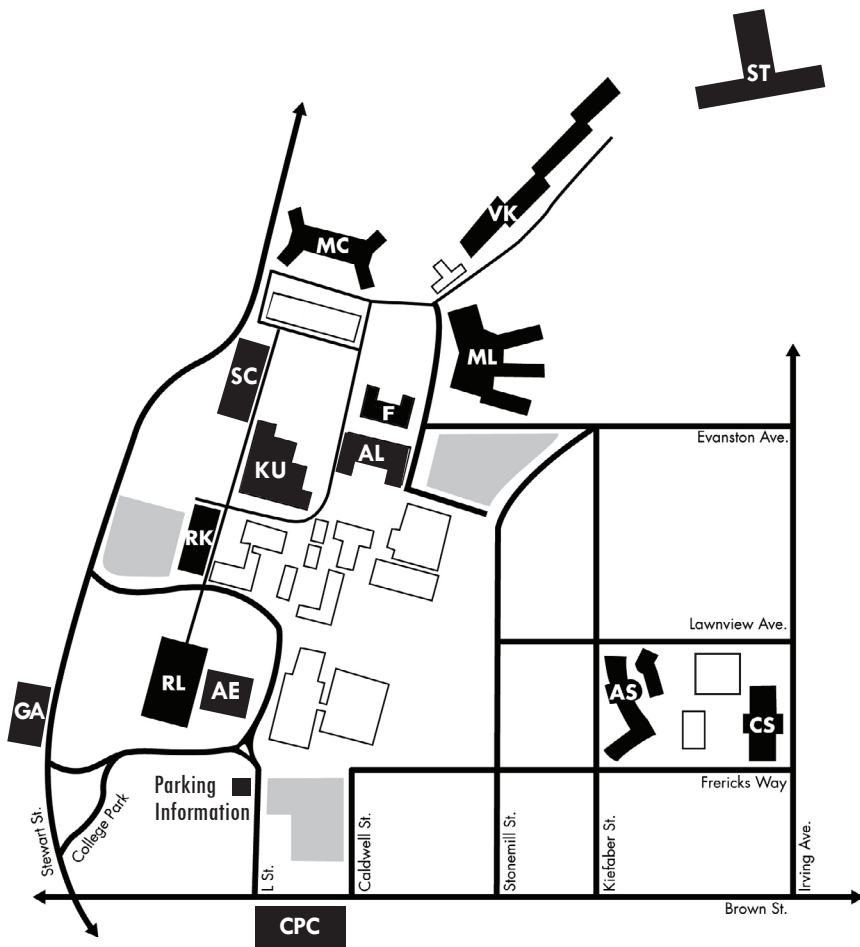 ST
VK
MC
ML
SC
F
AL
KU
Evanston Ave.
RK
Lawnview Ave.
RL
AE
AS
GA
CS
Parking
Information
Frericks Way
College Park
Stewart St.
L St.
Caldwell St.
Stonemill St.
Kiefaber St.
Irving Ave.
Brown St.
CPC